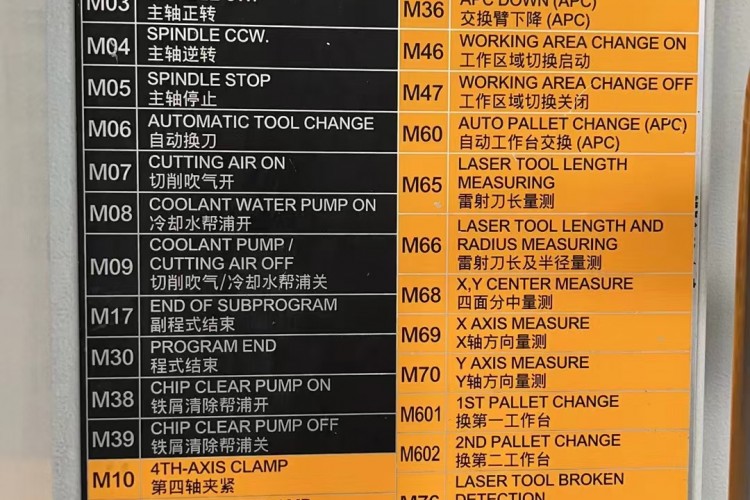 M03
主轴正转
M04
SPINDLE CCW.
主轴逆转
M05
SPINDLE STOP
主轴停止
M06
AUTOMATIC TOOL CHANGE
自动换刀
M07
CUTTING AIR ON
切削吹气开
M08
COOLANT WATER PUMP ON
冷却水帮浦开
M09
COOLANT PUMP /
CUTTING AIR OFF
切削吹气/冷却水帮浦关
M17
END OF SUBPROGRAM
副程式结束
M30
PROGRAM END
程式结束
M38
CHIP CLEAR PUMP ON
铁屑清除帮浦开
M39
CHIP CLEAR PUMP OFF
铁屑清除帮浦关
M10
4TH-AXIS CLAMP
第四轴夹紧
M36
APC DOWN (APC)
交换臂下降 (APC)
M46
WORKING AREA CHANGE ON
工作区域切换启动
M47
WORKING AREA CHANGE OFF
工作区域切换关闭
M60
AUTO PALLET CHANGE (APC)
自动工作台交换 (APC)
M65
LASER TOOL LENGTH
MEASURING
雷射刀长量测
M66
LASER TOOL LENGTH AND
RADIUS MEASURING
雷射刀长及半径量测
M68
X,Y CENTER MEASURE
四面分中量测
M69
X AXIS MEASURE
X轴方向量测
M70
Y AXIS MEASURE
Y轴方向量测
M601
1ST PALLET CHANGE
换第一工作台
M602
2ND PALLET CHANGE
换第二工作台
M76
LASER TOOL BROKEN
DETECTION